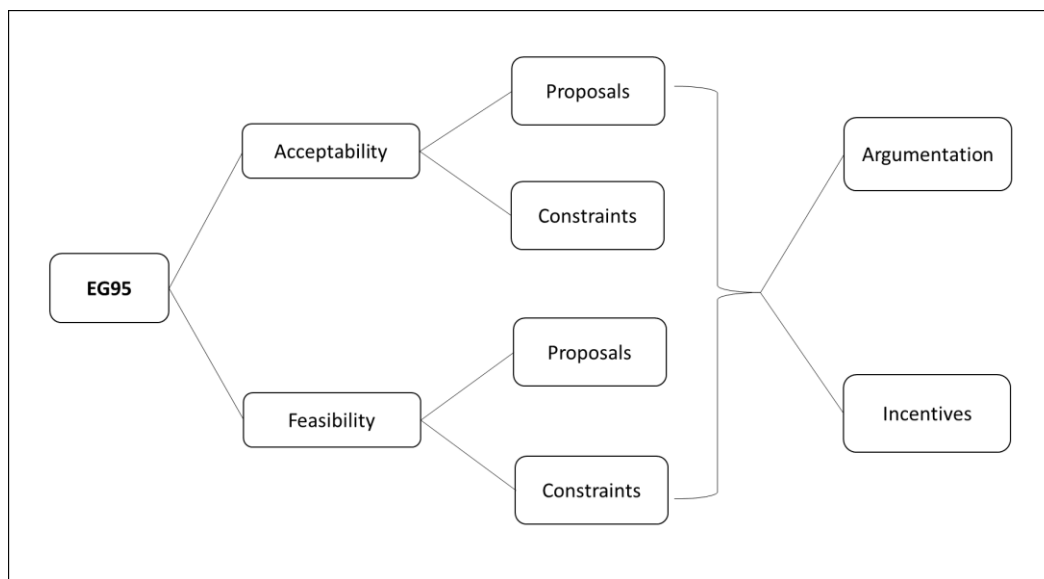 EG95
Acceptability
Proposals
Constraints
Feasibility
Proposals
Constraints
Argumentation
Incentives